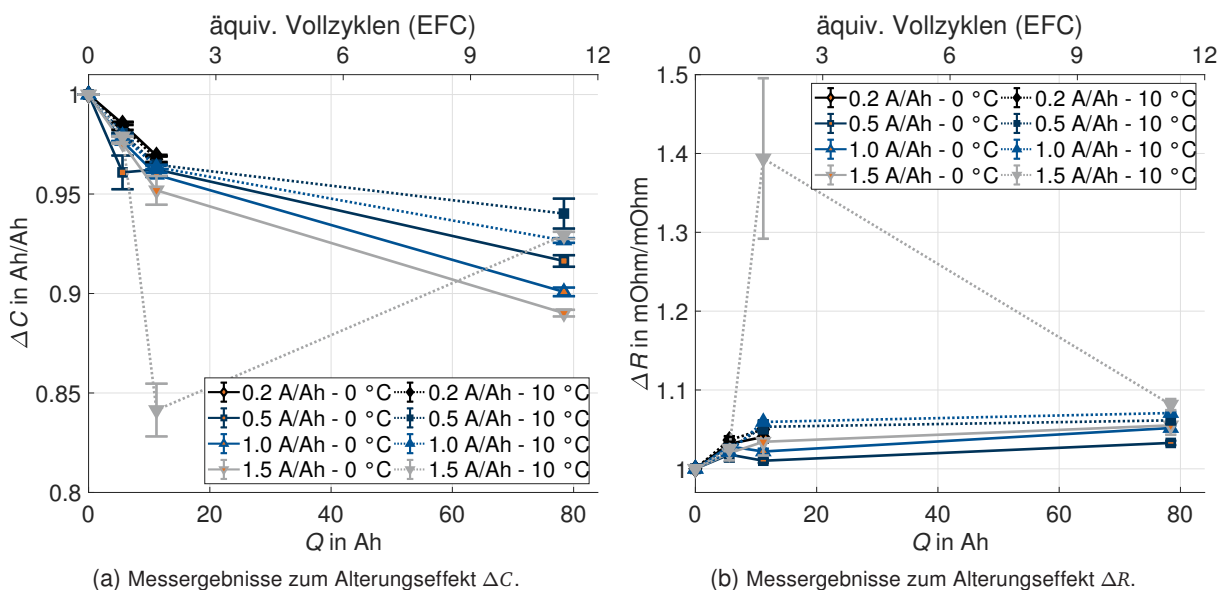 äquiv. Vollzyklen (EFC)
0 3 6 9 12
1
0.95
0.9
0.85
0.8
ΔC in Ah/Ah
0.2 A/Ah - 0 °C 0.2 A/Ah - 10 °C
0.5 A/Ah - 0 °C 0.5 A/Ah - 10 °C
1.0 A/Ah - 0 °C 1.0 A/Ah - 10 °C
1.5 A/Ah - 0 °C 1.5 A/Ah - 10 °C
0 20 40 60 80
Q in Ah
(a) Messergebnisse zum Alterungseffekt ΔC.
äquiv. Vollzyklen (EFC)
0 3 6 9 12
1.5
1.4
1.3
1.2
1.1
1
ΔR in mOhm/mOhm
0.2 A/Ah - 0 °C 0.2 A/Ah - 10 °C
0.5 A/Ah - 0 °C 0.5 A/Ah - 10 °C
1.0 A/Ah - 0 °C 1.0 A/Ah - 10 °C
1.5 A/Ah - 0 °C 1.5 A/Ah - 10 °C
0 20 40 60 80
Q in Ah
(b) Messergebnisse zum Alterungseffekt ΔR.